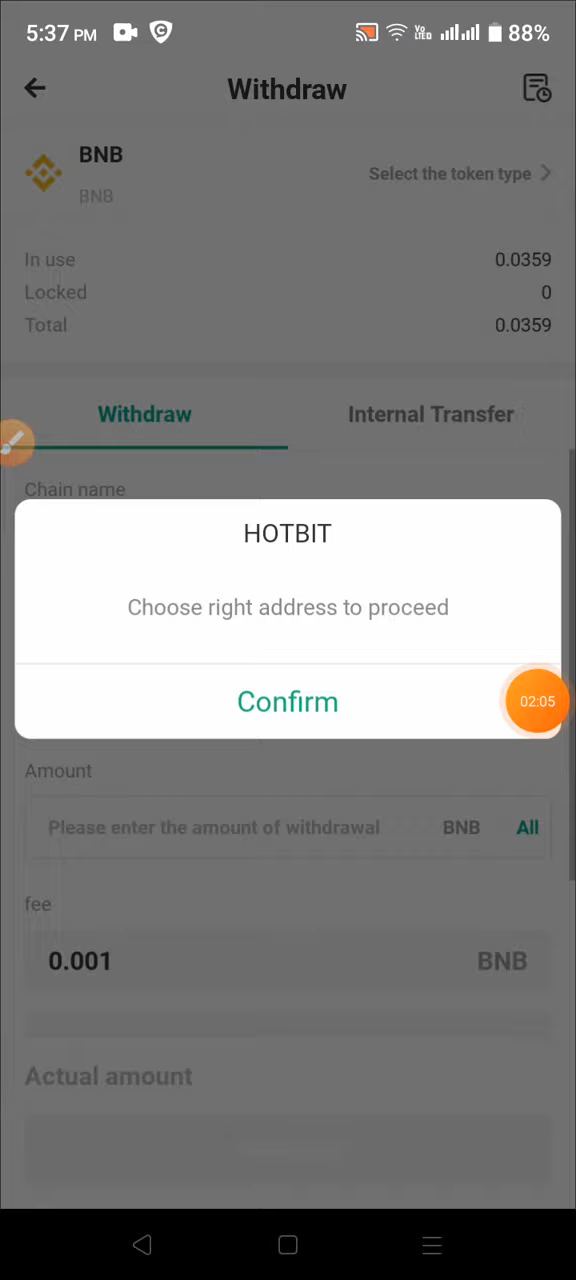 5:37 PM
Vo LTED
88%
Withdraw
BNB
BNB
Select the token type
In use
0.0359
Locked
0
Total
0.0359
Withdraw
Internal Transfer
Chain name
HOTBIT
Choose right address to proceed
Confirm
02:05
Amount
Please enter the amount of withdrawal
BNB
All
fee
0.001
BNB
Actual amount